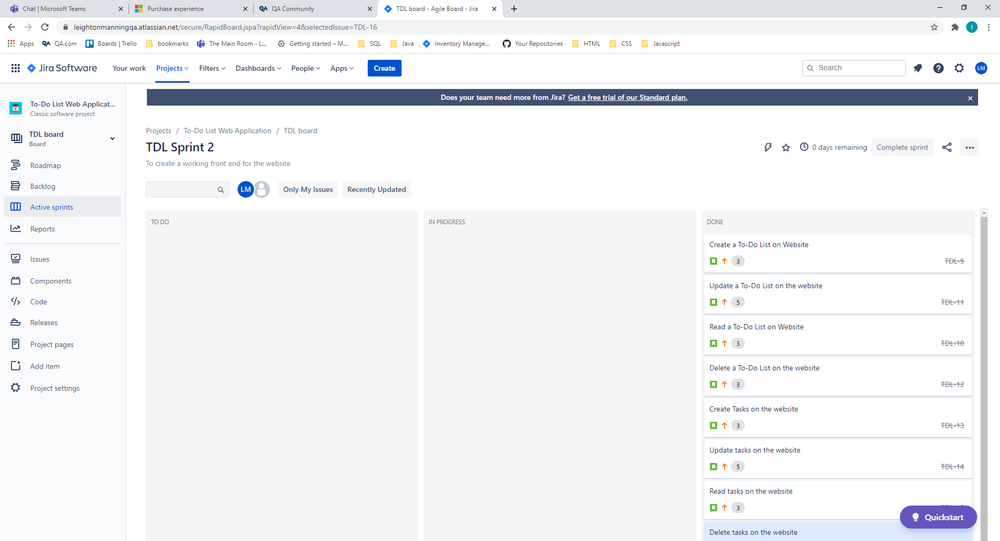 Chat | Microsoft Teams
Purchase experience
QA Community
TDL board - Agile Board - Jira
leightonmanningqa.atlassian.net/secure/RapidBoard.jspa?rapidView=4&selectedIssue=TDL-16
I
Apps
QA QA.com
Boards | Trello
bookmarks
The Main Room - L...
Getting started – M...
SQL
Java
Inventory Manage...
Your Repositories
HTML
CSS
Javascript
Jira Software
Your work
Projects
Filters
Dashboards
People
Apps
Create
Search
LM
Does your team need more from Jira? Get a free trial of our Standard plan.
To-Do List Web Applicat...
Classic software project
TDL board
Board
Roadmap
Backlog
Active sprints
Reports
Issues
Components
Code
Releases
Project pages
Add item
Project settings
Projects / To-Do List Web Application / TDL board
TDL Sprint 2
0 days remaining
Complete sprint
To create a working front end for the website
LM
Only My Issues
Recently Updated
TO DO
IN PROGRESS
DONE
Create a To-Do List on Website
3 TDL-9
Update a To-Do List on the website
5 TDL-11
Read a To-Do List on Website
3 TDL-10
Delete a To-Do List on the website
3 TDL-12
Create Tasks on the website
3 TDL-13
Update tasks on the website
5 TDL-14
Read tasks on the website
3
Quickstart
Delete tasks on the website